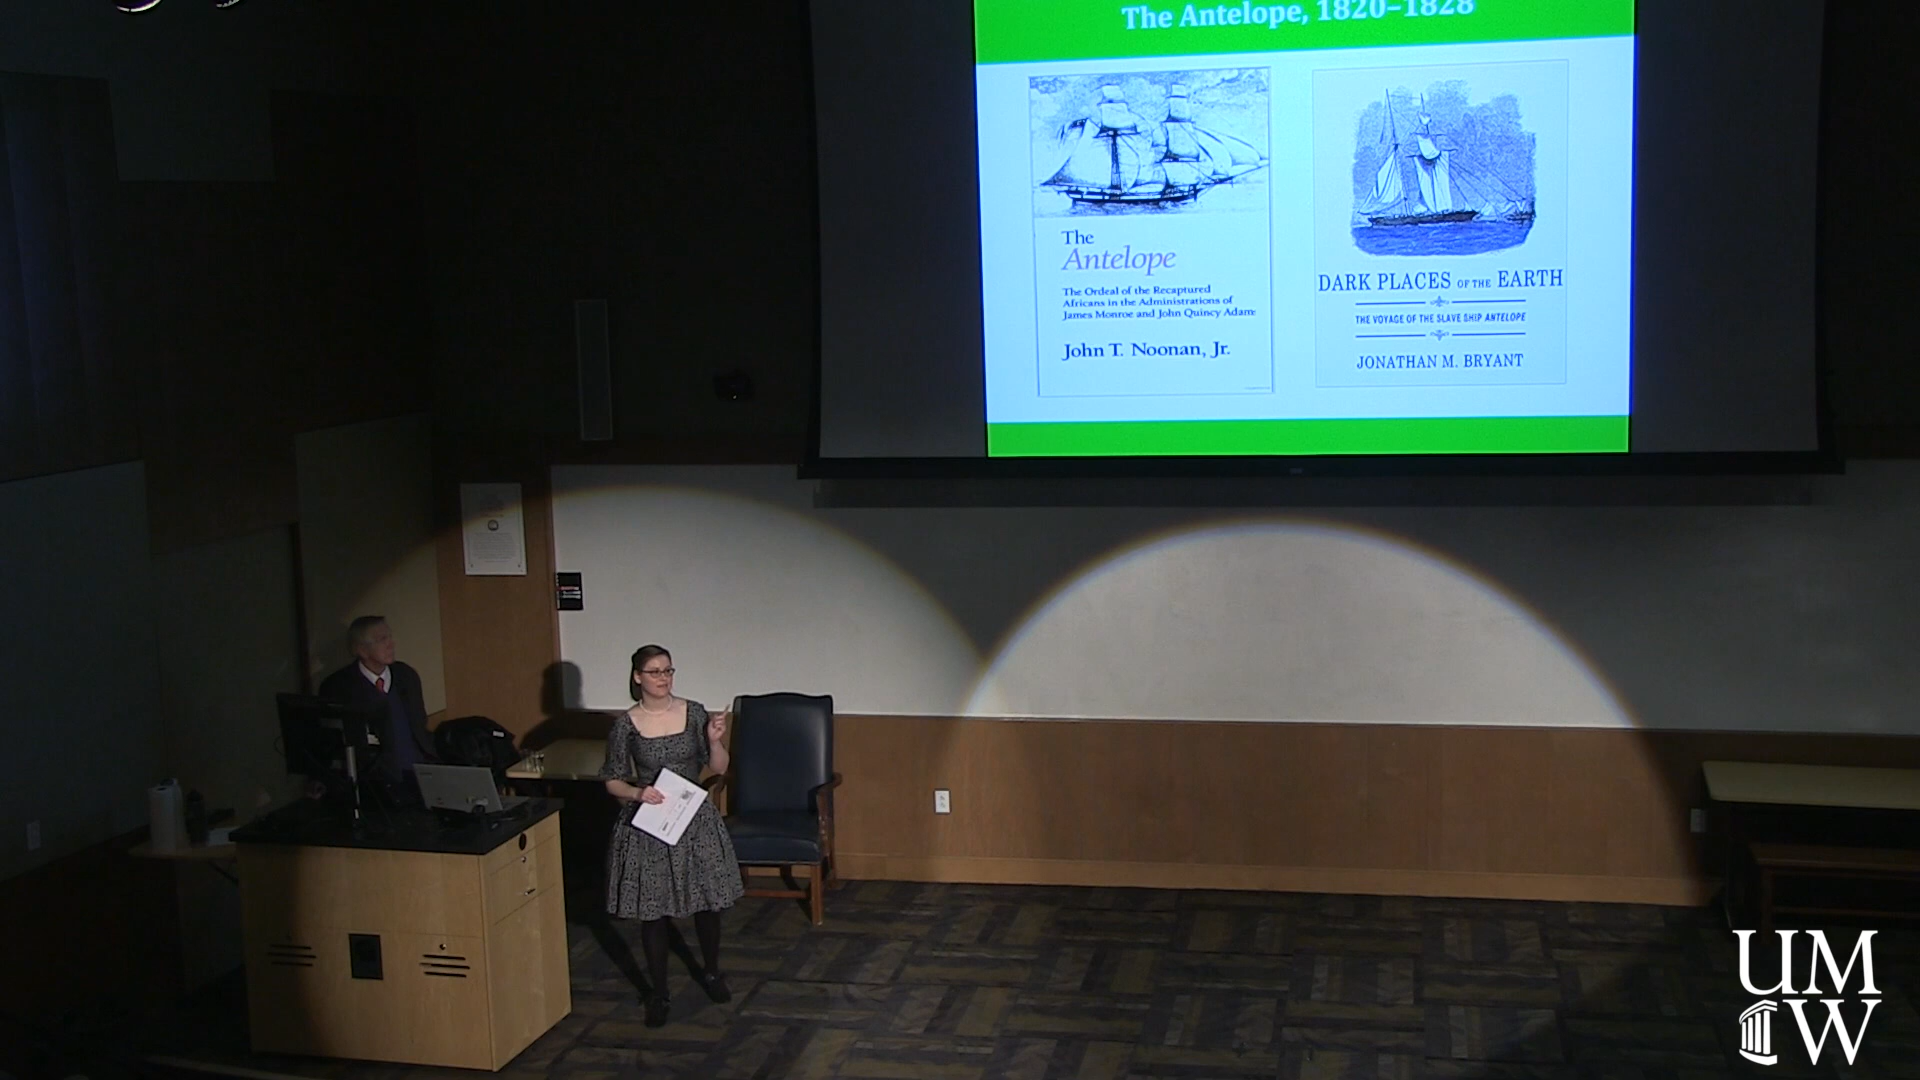 The Antelope, 1820–1828
The
Antelope
The Ordeal of the Recaptured
Africans in the Administrations of
James Monroe and John Quincy Adams
John T. Noonan, Jr.
DARK PLACES OF THE EARTH
THE VOYAGE OF THE SLAVE SHIP ANTELOPE
JONATHAN M. BRYANT
UMW